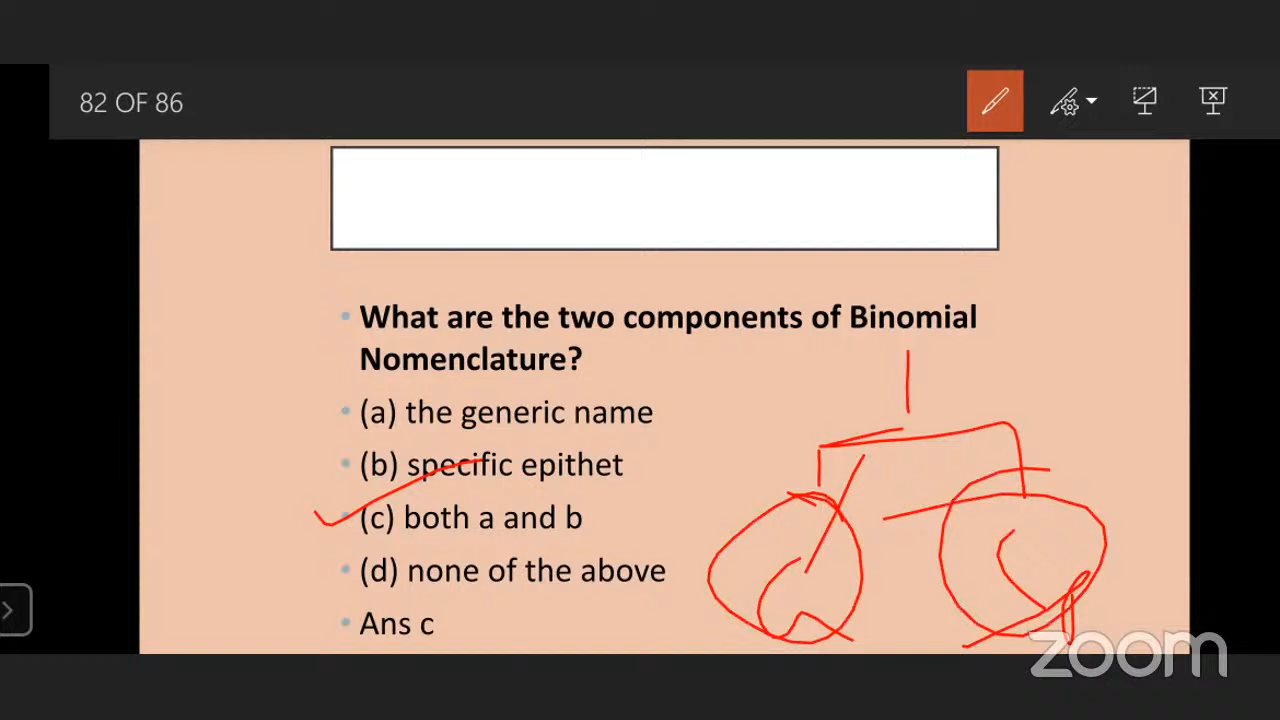 82 OF 86
What are the two components of Binomial
Nomenclature?
(a) the generic name
(b) specific epithet
(c) both a and b
(d) none of the above
Ans c
zoom